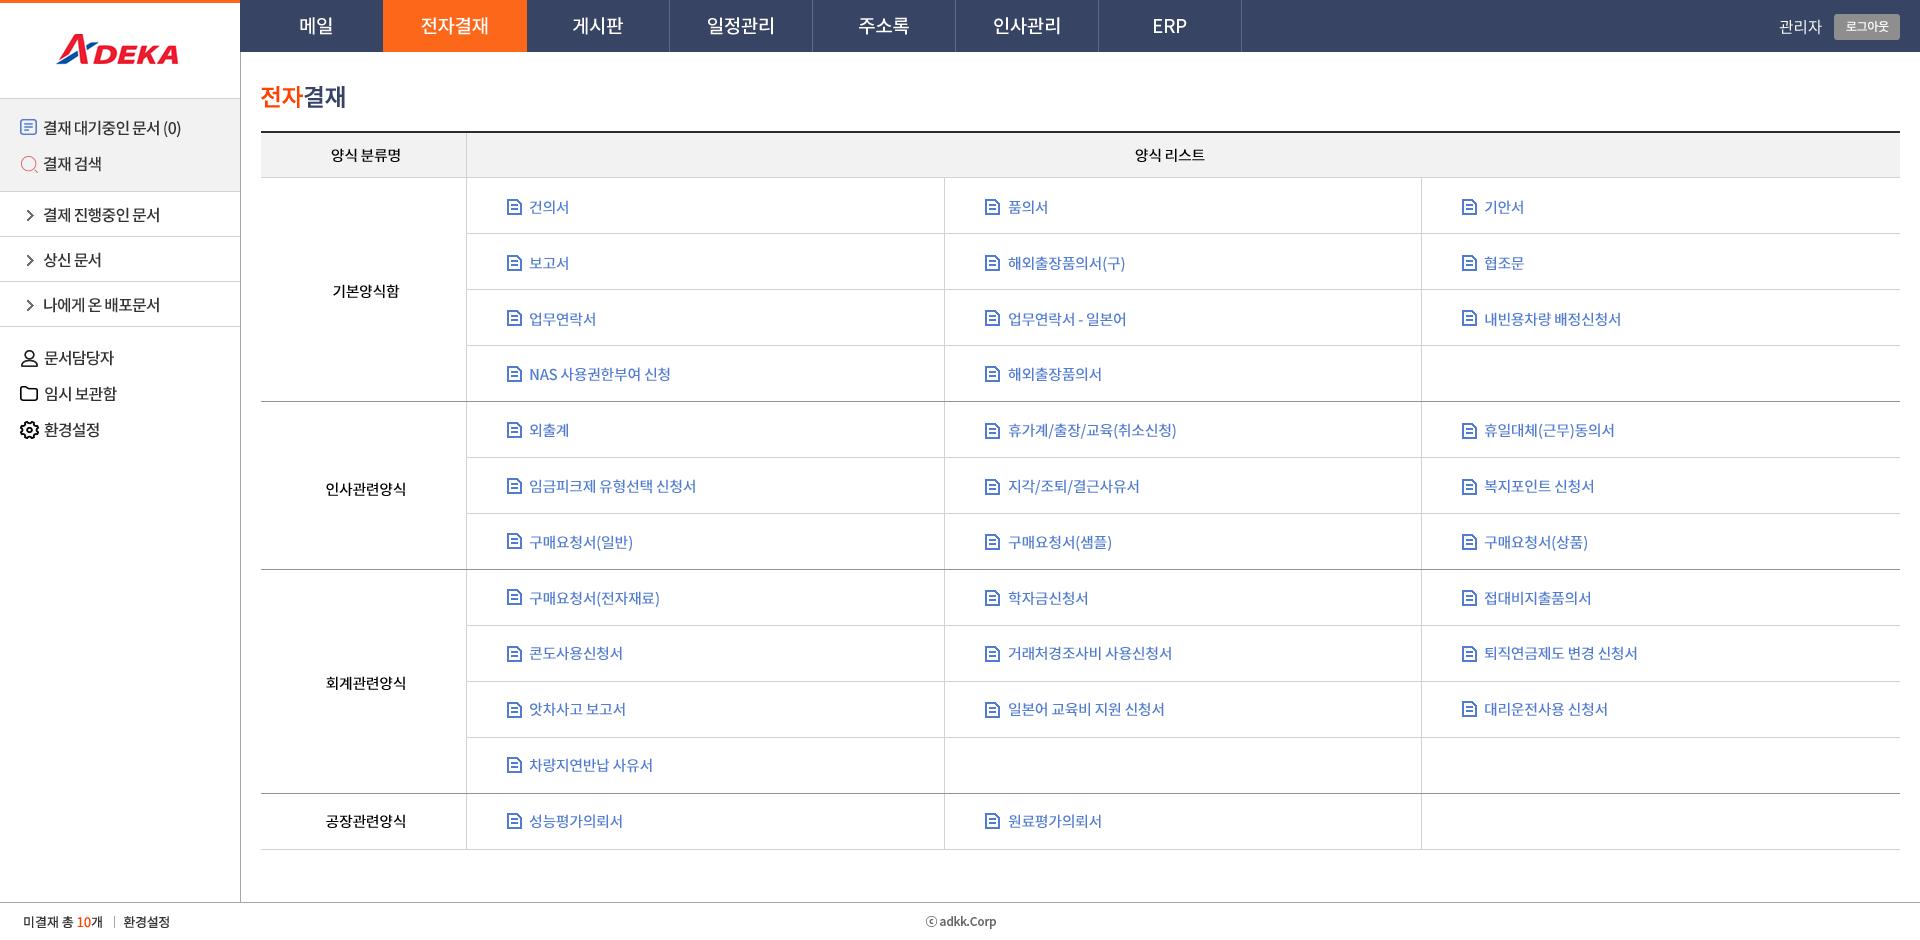 메일 전자결재 게시판 일정관리 주소록 인사관리 ERP 관리자 로그아웃
ADEKA
결재 대기중인 문서 (0)
결재 검색
결제 진행중인 문서
상신 문서
나에게 온 배포문서
문서담당자
임시 보관함
환경설정
전자결재
양식 분류명 양식 리스트
기본양식함
건의서 품의서 기안서
보고서 해외출장품의서(구) 협조문
업무연락서 업무연락서 - 일본어 내빈용차량 배정신청서
NAS 사용권한부여 신청 해외출장품의서
인사관련양식
외출계 휴가계/출장/교육(취소신청) 휴일대체(근무)동의서
임금피크제 유형선택 신청서 지각/조퇴/결근사유서 복지포인트 신청서
구매요청서(일반) 구매요청서(샘플) 구매요청서(상품)
회계관련양식
구매요청서(전자재료) 학자금신청서 접대비지출품의서
콘도사용신청서 거래처경조사비 사용신청서 퇴직연금제도 변경 신청서
앗차사고 보고서 일본어 교육비 지원 신청서 대리운전사용 신청서
차량지연반납 사유서
공장관련양식
성능평가의뢰서 원료평가의뢰서
미결재 총 10개 환경설정
ⓒ adkk.Corp